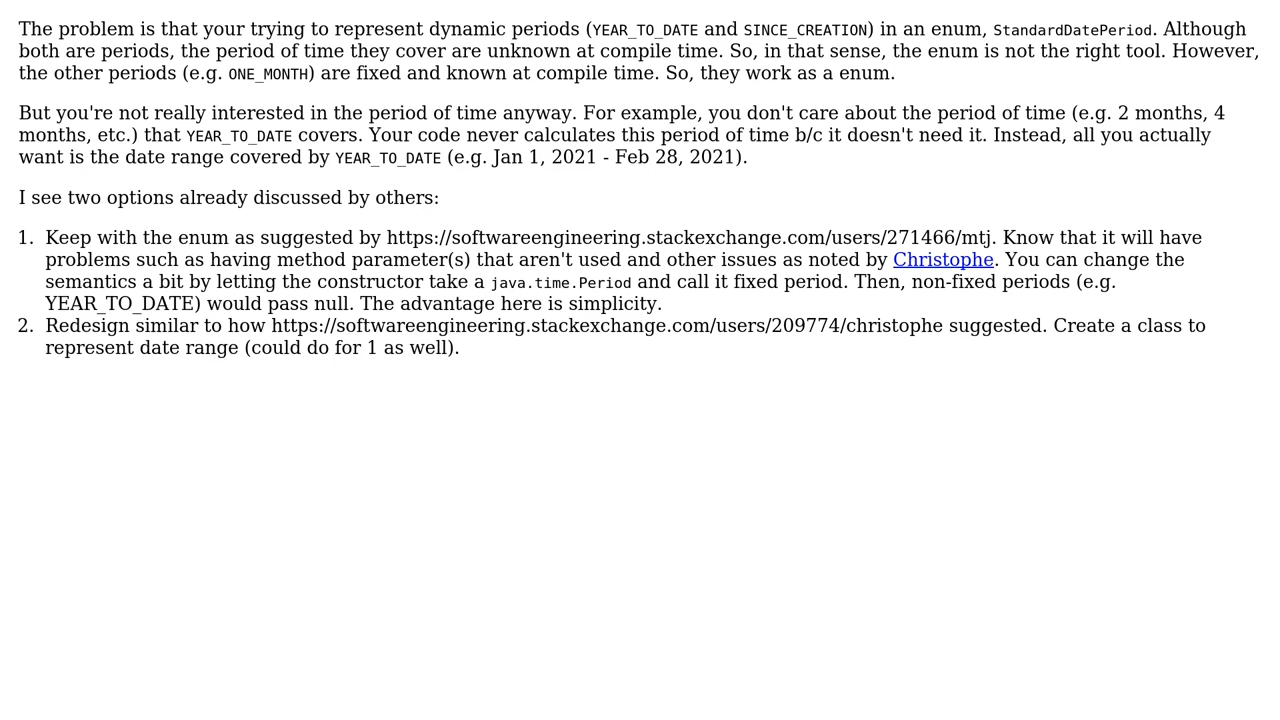 The problem is that your trying to represent dynamic periods (YEAR_TO_DATE and SINCE_CREATION) in an enum, StandardDatePeriod. Although
both are periods, the period of time they cover are unknown at compile time. So, in that sense, the enum is not the right tool. However,
the other periods (e.g. ONE_MONTH) are fixed and known at compile time. So, they work as a enum.
But you're not really interested in the period of time anyway. For example, you don't care about the period of time (e.g. 2 months, 4
months, etc.) that YEAR_TO_DATE covers. Your code never calculates this period of time b/c it doesn't need it. Instead, all you actually
want is the date range covered by YEAR_TO_DATE (e.g. Jan 1, 2021 - Feb 28, 2021).
I see two options already discussed by others:
1. Keep with the enum as suggested by https://softwareengineering.stackexchange.com/users/271466/mtj. Know that it will have
problems such as having method parameter(s) that aren't used and other issues as noted by Christophe. You can change the
semantics a bit by letting the constructor take a java.time.Period and call it fixed period. Then, non-fixed periods (e.g.
YEAR_TO_DATE) would pass null. The advantage here is simplicity.
2. Redesign similar to how https://softwareengineering.stackexchange.com/users/209774/christophe suggested. Create a class to
represent date range (could do for 1 as well).